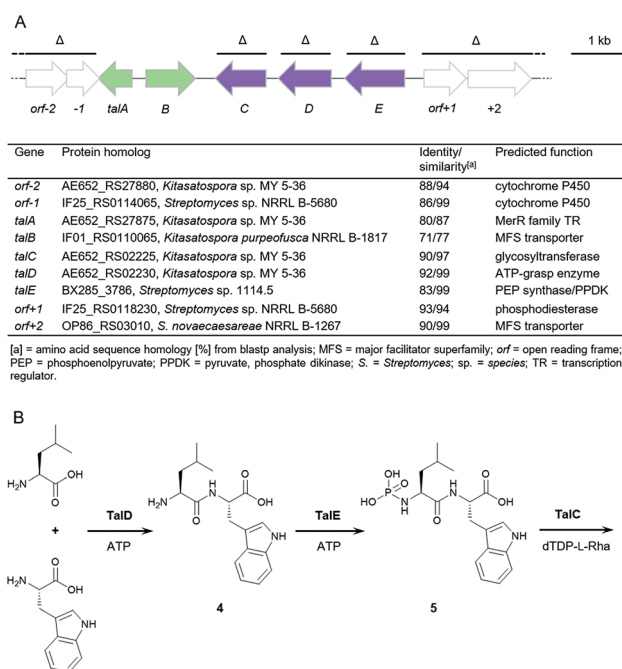 A
Δ Δ Δ Δ Δ 1 kb
orf-2 -1 talA B C D E orf+1 +2
Gene Protein homolog Identity/similarity[a] Predicted function
orf-2 AE652_RS27880, Kitasatospora sp. MY 5-36 88/94 cytochrome P450
orf-1 IF25_RS0114065, Streptomyces sp. NRRL B-5680 86/99 cytochrome P450
talA AE652_RS27875, Kitasatospora sp. MY 5-36 80/87 MerR family TR
talB IF01_RS0110065, Kitasatospora purpeofusca NRRL B-1817 71/77 MFS transporter
talC AE652_RS02225, Kitasatospora sp. MY 5-36 90/97 glycosyltransferase
talD AE652_RS02230, Kitasatospora sp. MY 5-36 92/99 ATP-grasp enzyme
talE BX285_3786, Streptomyces sp. 1114.5 83/99 PEP synthase/PPDK
orf+1 IF25_RS0118230, Streptomyces sp. NRRL B-5680 93/94 phosphodiesterase
orf+2 OP86_RS03010, S. novaecaesareae NRRL B-1267 90/99 MFS transporter
[a] = amino acid sequence homology [%] from blastp analysis; MFS = major facilitator superfamily; orf = open reading frame;
PEP = phosphoenolpyruvate; PPDK = pyruvate, phosphate dikinase; S. = Streptomyces; sp. = species; TR = transcription
regulator.
B
H2N O OH
+
H2N O OH NH
TalD
ATP
H2N O H N O OH NH
4
TalE
ATP
OH HO P O N H O H N O OH NH
5
TalC
dTDP-L-Rha